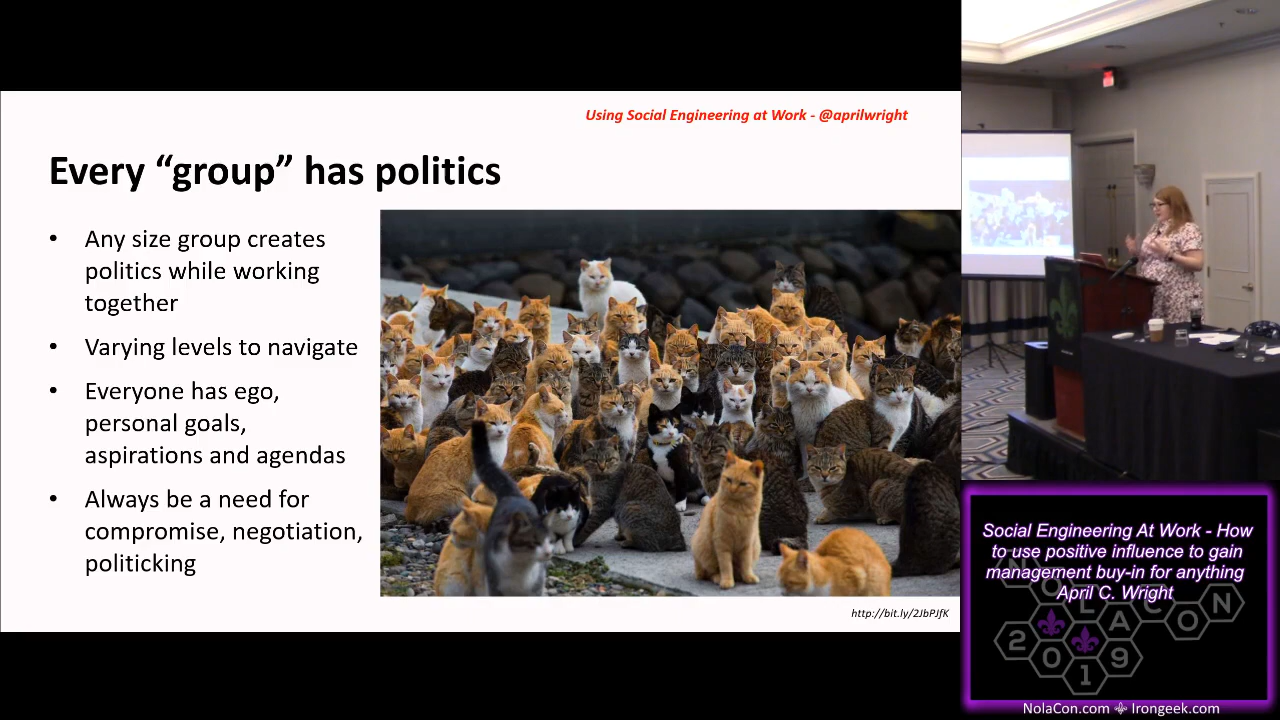 Using Social Engineering at Work - @aprilwright
Every “group” has politics
• Any size group creates
politics while working
together
• Varying levels to navigate
• Everyone has ego,
personal goals,
aspirations and agendas
• Always be a need for
compromise, negotiation,
politicking
http://bit.ly/2JbPJfK
Social Engineering At Work - How
to use positive influence to gain
management buy-in for anything
April C. Wright
NOLACON
2019
NolaCon.com ⚜ Irongeek.com